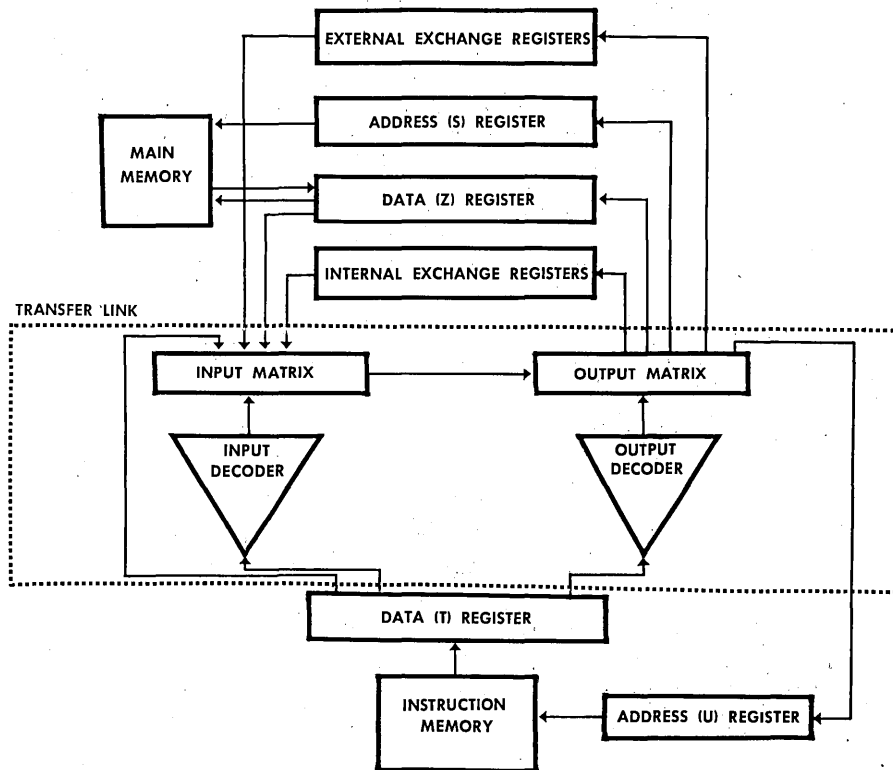 EXTERNAL EXCHANGE REGISTERS
ADDRESS (S) REGISTER
MAIN
MEMORY
DATA (Z) REGISTER
INTERNAL EXCHANGE REGISTERS
TRANSFER LINK
INPUT MATRIX
OUTPUT MATRIX
INPUT
DECODER
OUTPUT
DECODER
DATA (T) REGISTER
INSTRUCTION
MEMORY
ADDRESS (U) REGISTER